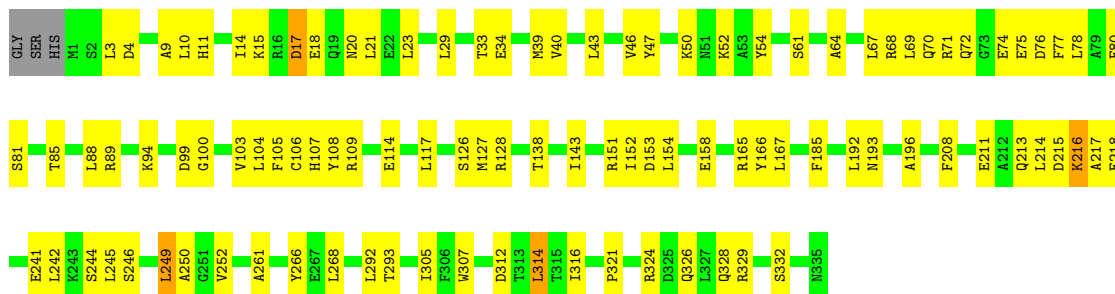 GLY SER HIS M1 S2 L3 D4 A9 L10 H11 I14 K15 R16 D17 E18 Q19 N20 L21 E22 L23 L29 T33 E34 M39 V40 L43 V46 Y47 K50 N51 K52 A53 Y54 S61 A64 L67 R68 L69 Q70 R71 Q72 G73 E74 E75 D76 F77 L78 A79
S81 T85 L88 R89 K94 D99 G100 V103 L104 F105 C106 H107 Y108 R109 E114 L117 S126 M127 R128 T138 I143 R151 I152 D153 L154 E158 R165 Y166 L167 F185 L192 N193 A196 F208 E211 A212 Q213 L214 D215 K216 A217
E241 L242 K243 S244 L245 S246 L249 A250 G251 V252 A261 Y266 E267 L268 L292 T293 I305 F306 W307 D312 T313 L314 T315 I316 P321 R324 D325 Q326 L327 Q328 R329 S332 N335